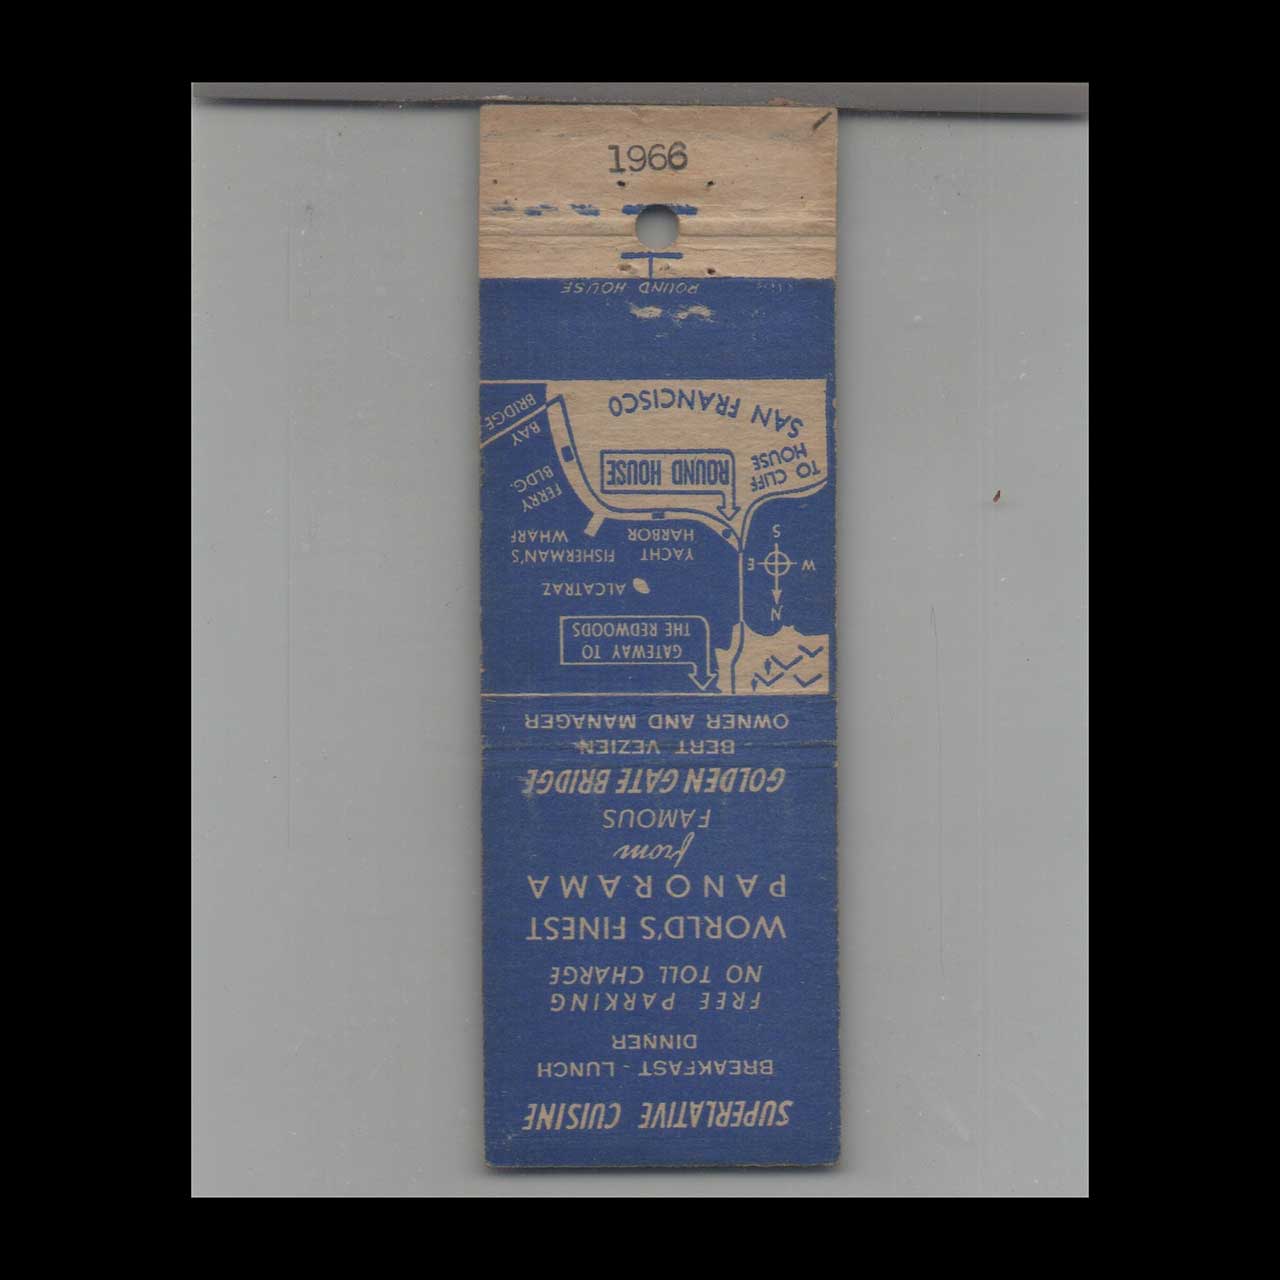 1966
SUPERLATIVE CUISINE
BREAKFAST - LUNCH
DINNER
FREE PARKING
NO TOLL CHARGE
WORLD'S FINEST
PANORAMA
from
FAMOUS
GOLDEN GATE BRIDGE
BERT VEZIEN
OWNER AND MANAGER
GATEWAY TO
THE REDWOODS
N
W
E
S
ALCATRAZ
YACHT
HARBOR
FISHERMAN'S
WHARF
FERRY
BLDG.
BAY
BRIDGE
TO CLIFF
HOUSE
ROUND HOUSE
SAN FRANCISCO
ROUND HOUSE